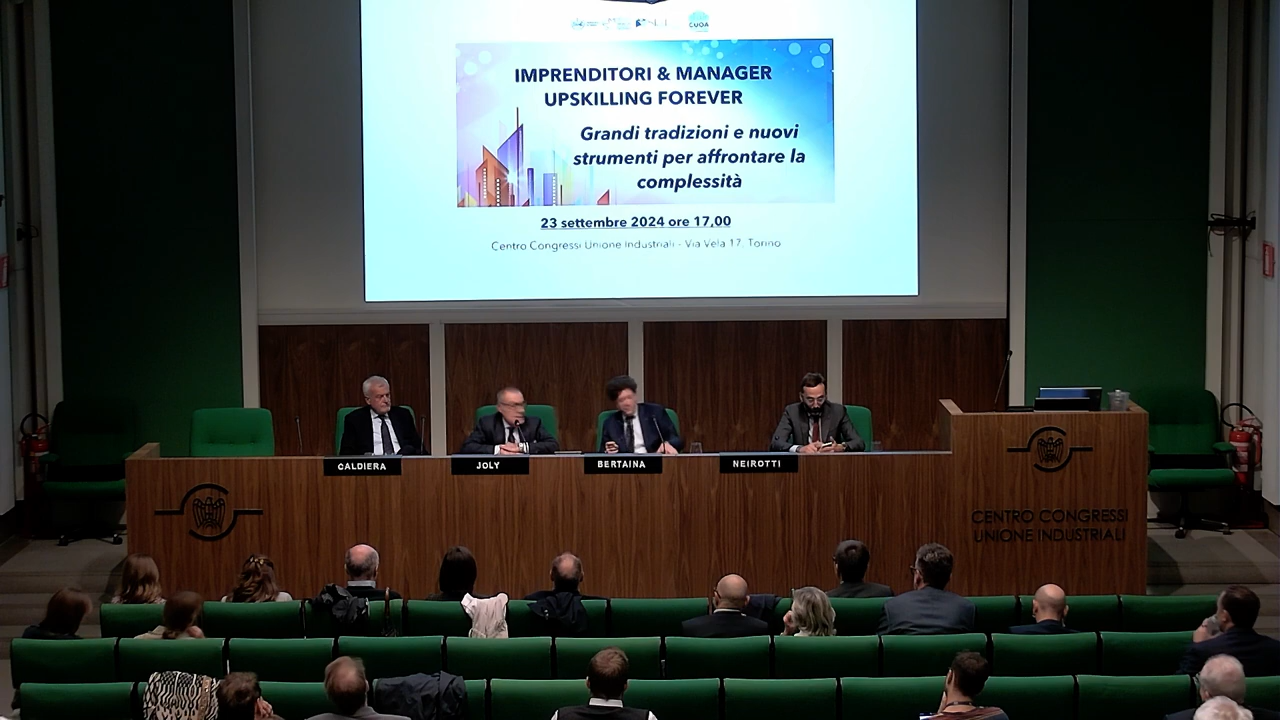 CUOA
IMPRENDITORI & MANAGER
UPSKILLING FOREVER
Grandi tradizioni e nuovi
strumenti per affrontare la
complessità
23 settembre 2024 ore 17,00
Centro Congressi Unione Industriali - Via Vela 17, Torino
CALDIERA
JOLY
BERTAINA
NEIROTTI
CENTRO CONGRESSI
UNIONE INDUSTRIALI